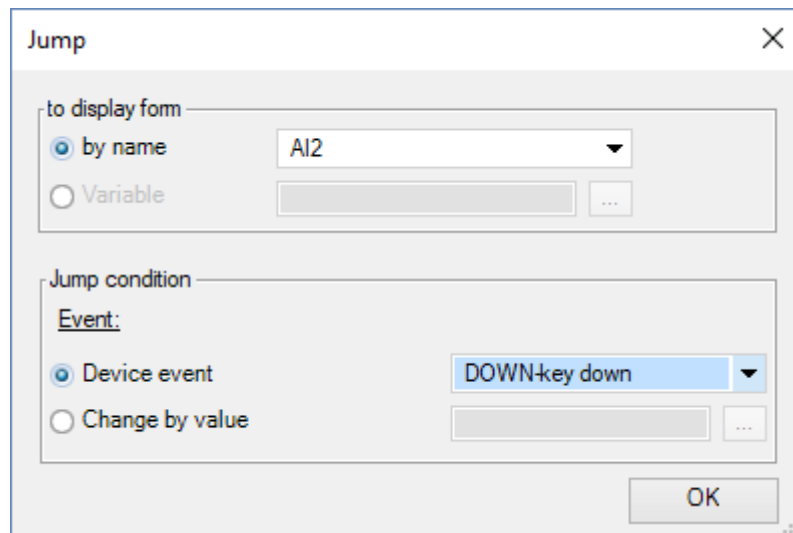 Jump
to display form
by name AI2
Variable ...
Jump condition
Event:
Device event DOWN-key down
Change by value ...
OK